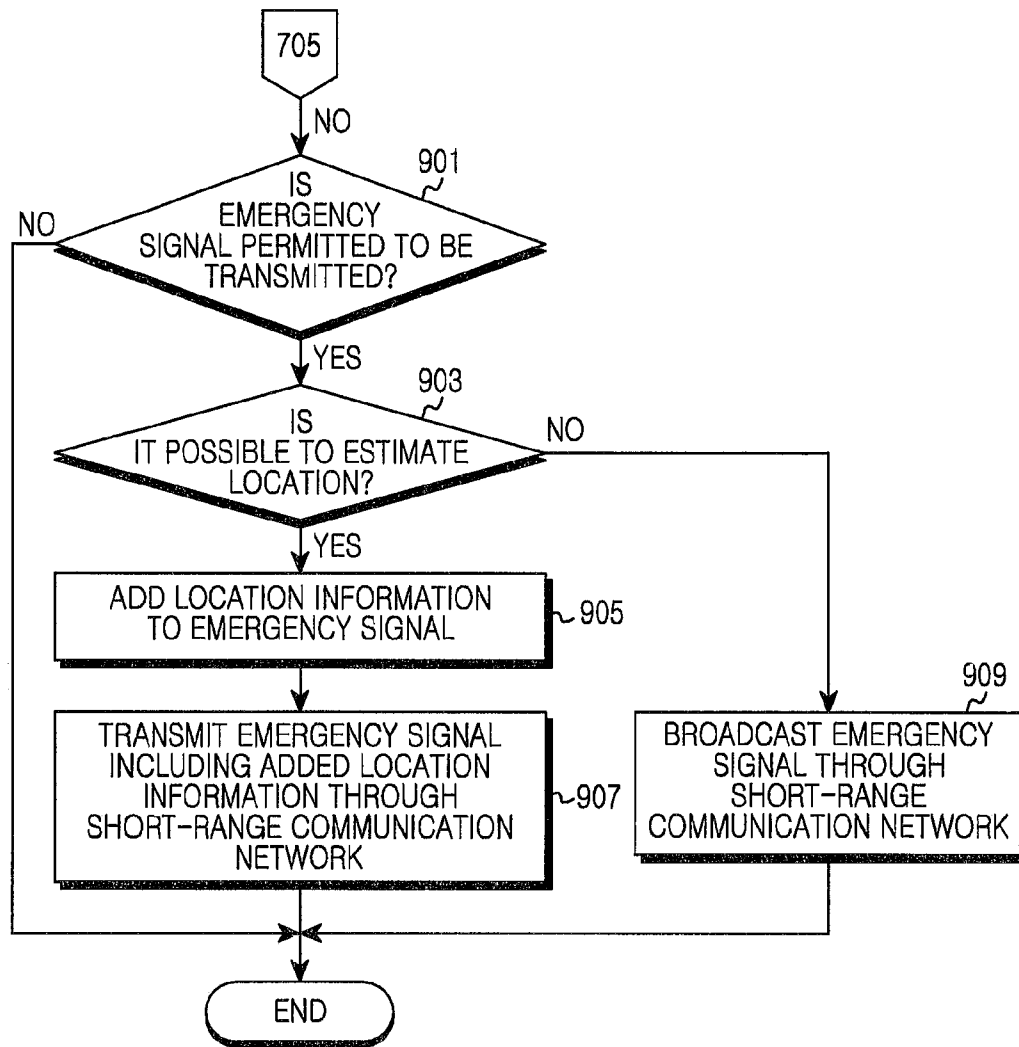 705
NO
901
IS
EMERGENCY
SIGNAL PERMITTED TO BE
TRANSMITTED?
NO
YES
903
IS
IT POSSIBLE TO ESTIMATE
LOCATION?
NO
YES
ADD LOCATION INFORMATION
TO EMERGENCY SIGNAL
905
TRANSMIT EMERGENCY SIGNAL
INCLUDING ADDED LOCATION
INFORMATION THROUGH
SHORT-RANGE COMMUNICATION
NETWORK
907
909
BROADCAST EMERGENCY
SIGNAL THROUGH
SHORT-RANGE
COMMUNICATION NETWORK
END